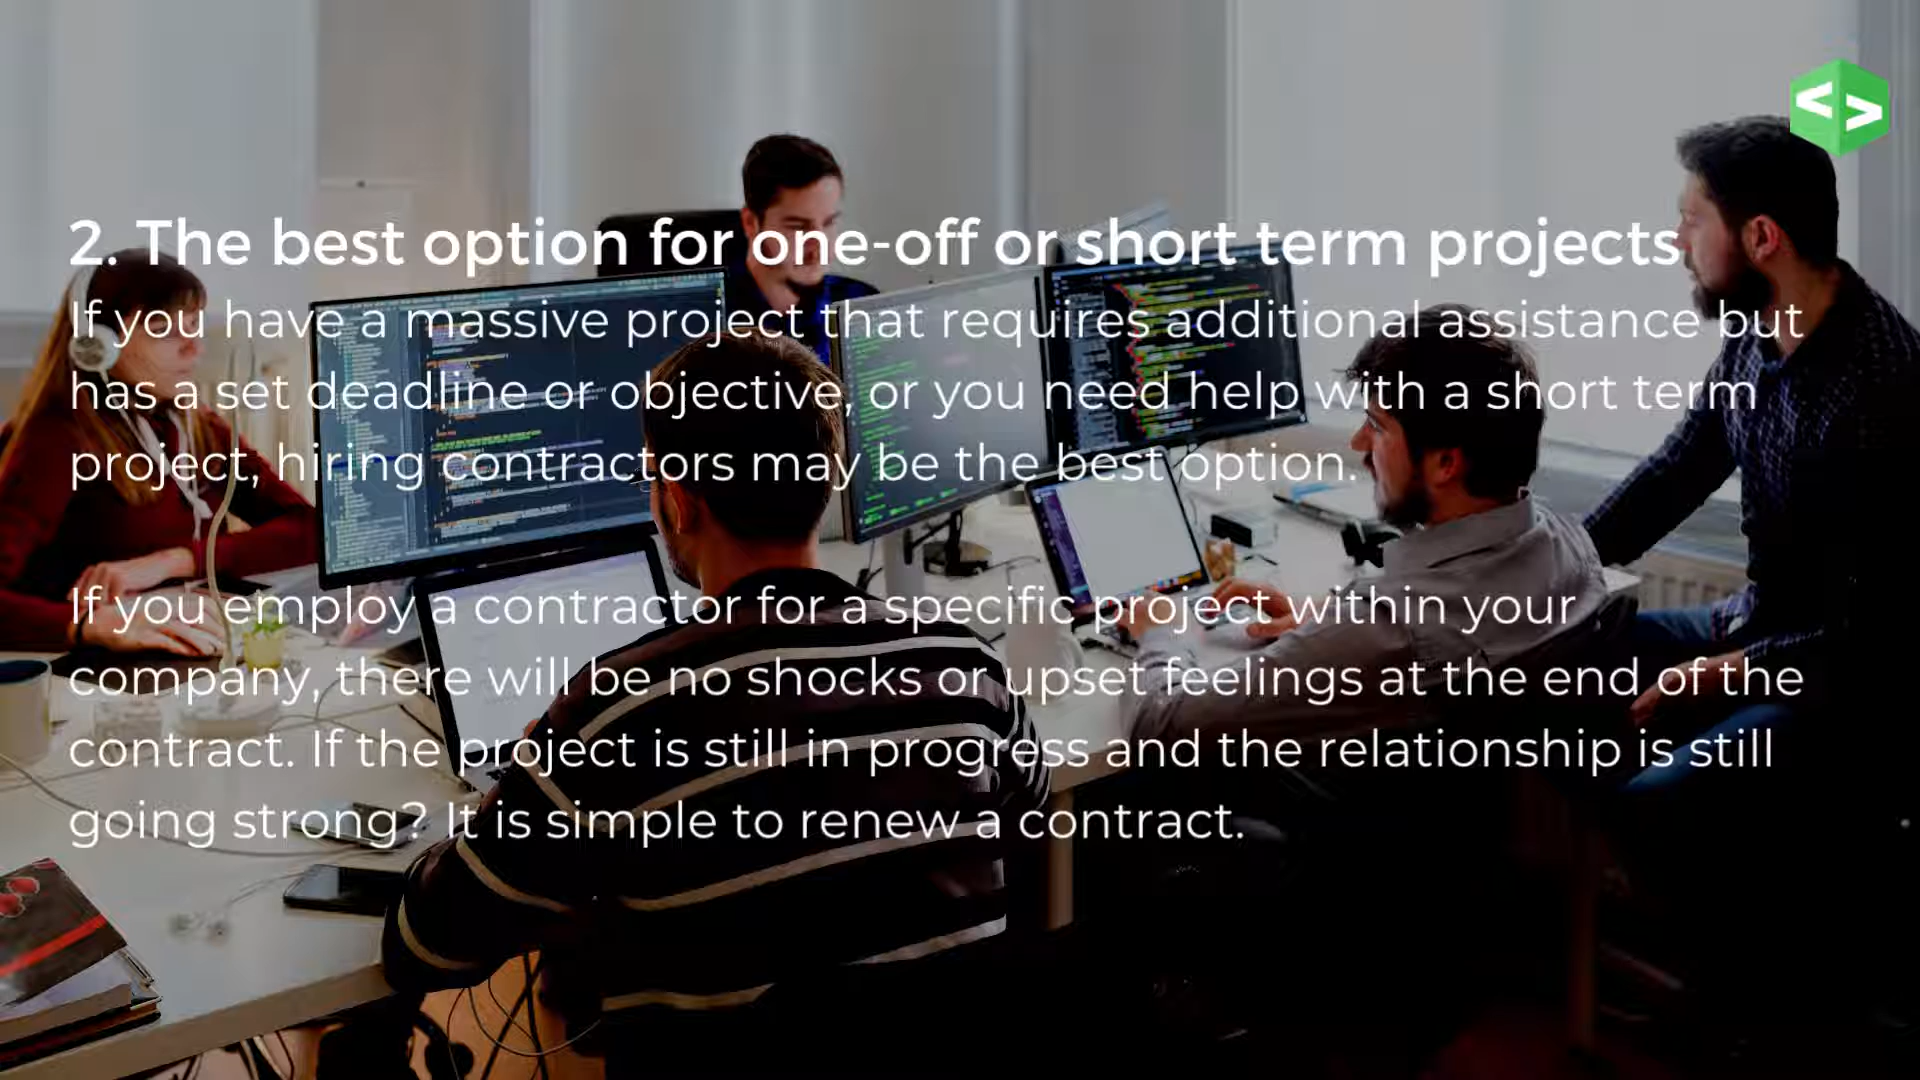 2. The best option for one-off or short term projects
If you have a massive project that requires additional assistance but
has a set deadline or objective, or you need help with a short term
project, hiring contractors may be the best option.
If you employ a contractor for a specific project within your
company, there will be no shocks or upset feelings at the end of the
contract. If the project is still in progress and the relationship is still
going strong? It is simple to renew a contract.